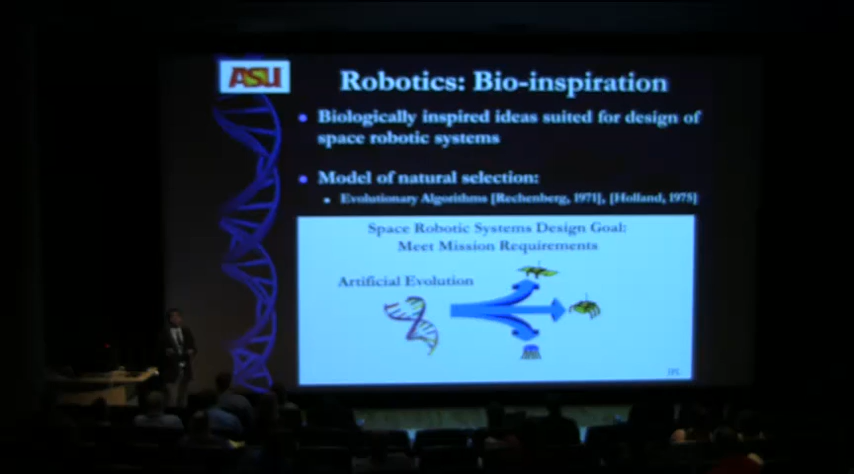 ASU
Robotics: Bio-inspiration
• Biologically inspired ideas suited for design of
space robotic systems
• Model of natural selection:
• Evolutionary Algorithms [Rechenberg, 1971], [Holland, 1975]
Space Robotic Systems Design Goal:
Meet Mission Requirements
Artificial Evolution
JPL